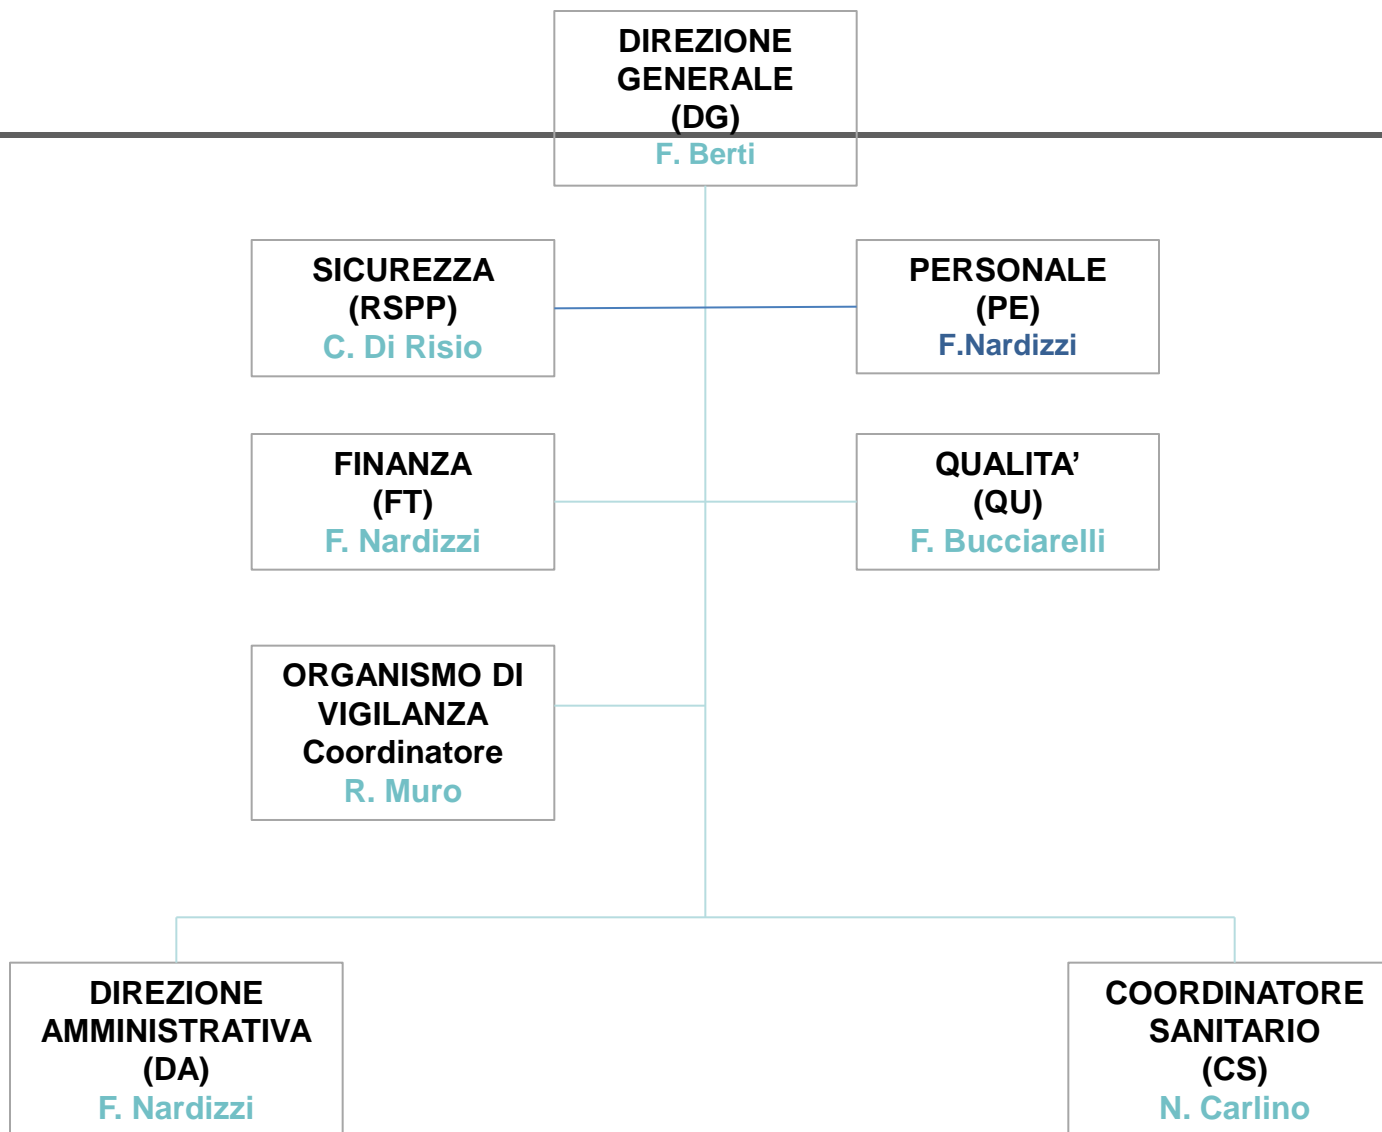 DIREZIONE
GENERALE
(DG)
F. Berti
SICUREZZA
(RSPP)
C. Di Risio
PERSONALE
(PE)
F.Nardizzi
FINANZA
(FT)
F. Nardizzi
QUALITA’
(QU)
F. Bucciarelli
ORGANISMO DI
VIGILANZA
Coordinatore
R. Muro
DIREZIONE
AMMINISTRATIVA
(DA)
F. Nardizzi
COORDINATORE
SANITARIO
(CS)
N. Carlino